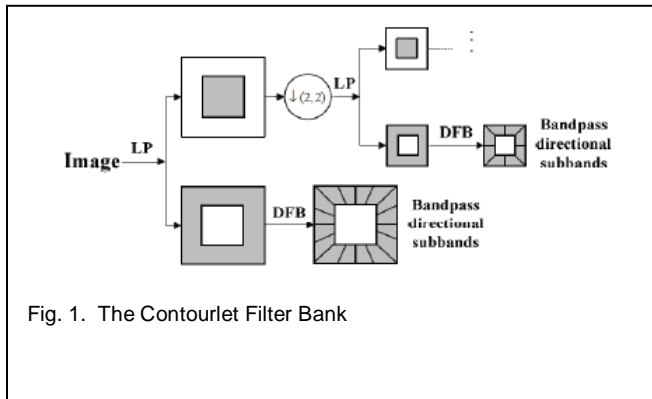 LP
DFB
Bandpass
directional
subbands
↓(2,2)
LP
Image
DFB
Bandpass
directional
subbands
Fig. 1. The Contourlet Filter Bank